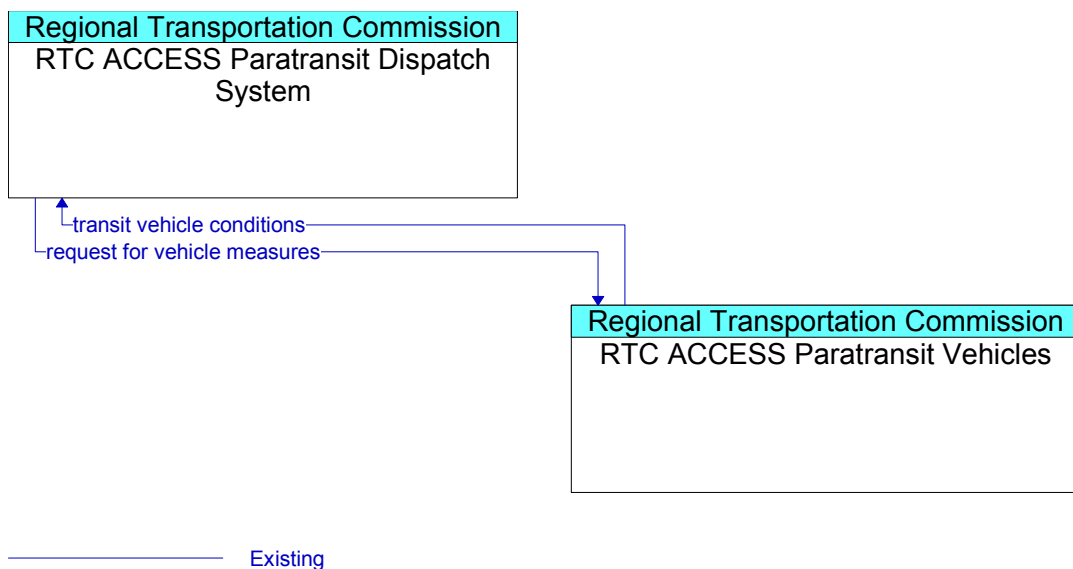 Regional Transportation Commission
RTC ACCESS Paratransit Dispatch
System
transit vehicle conditions
request for vehicle measures
Regional Transportation Commission
RTC ACCESS Paratransit Vehicles
Existing